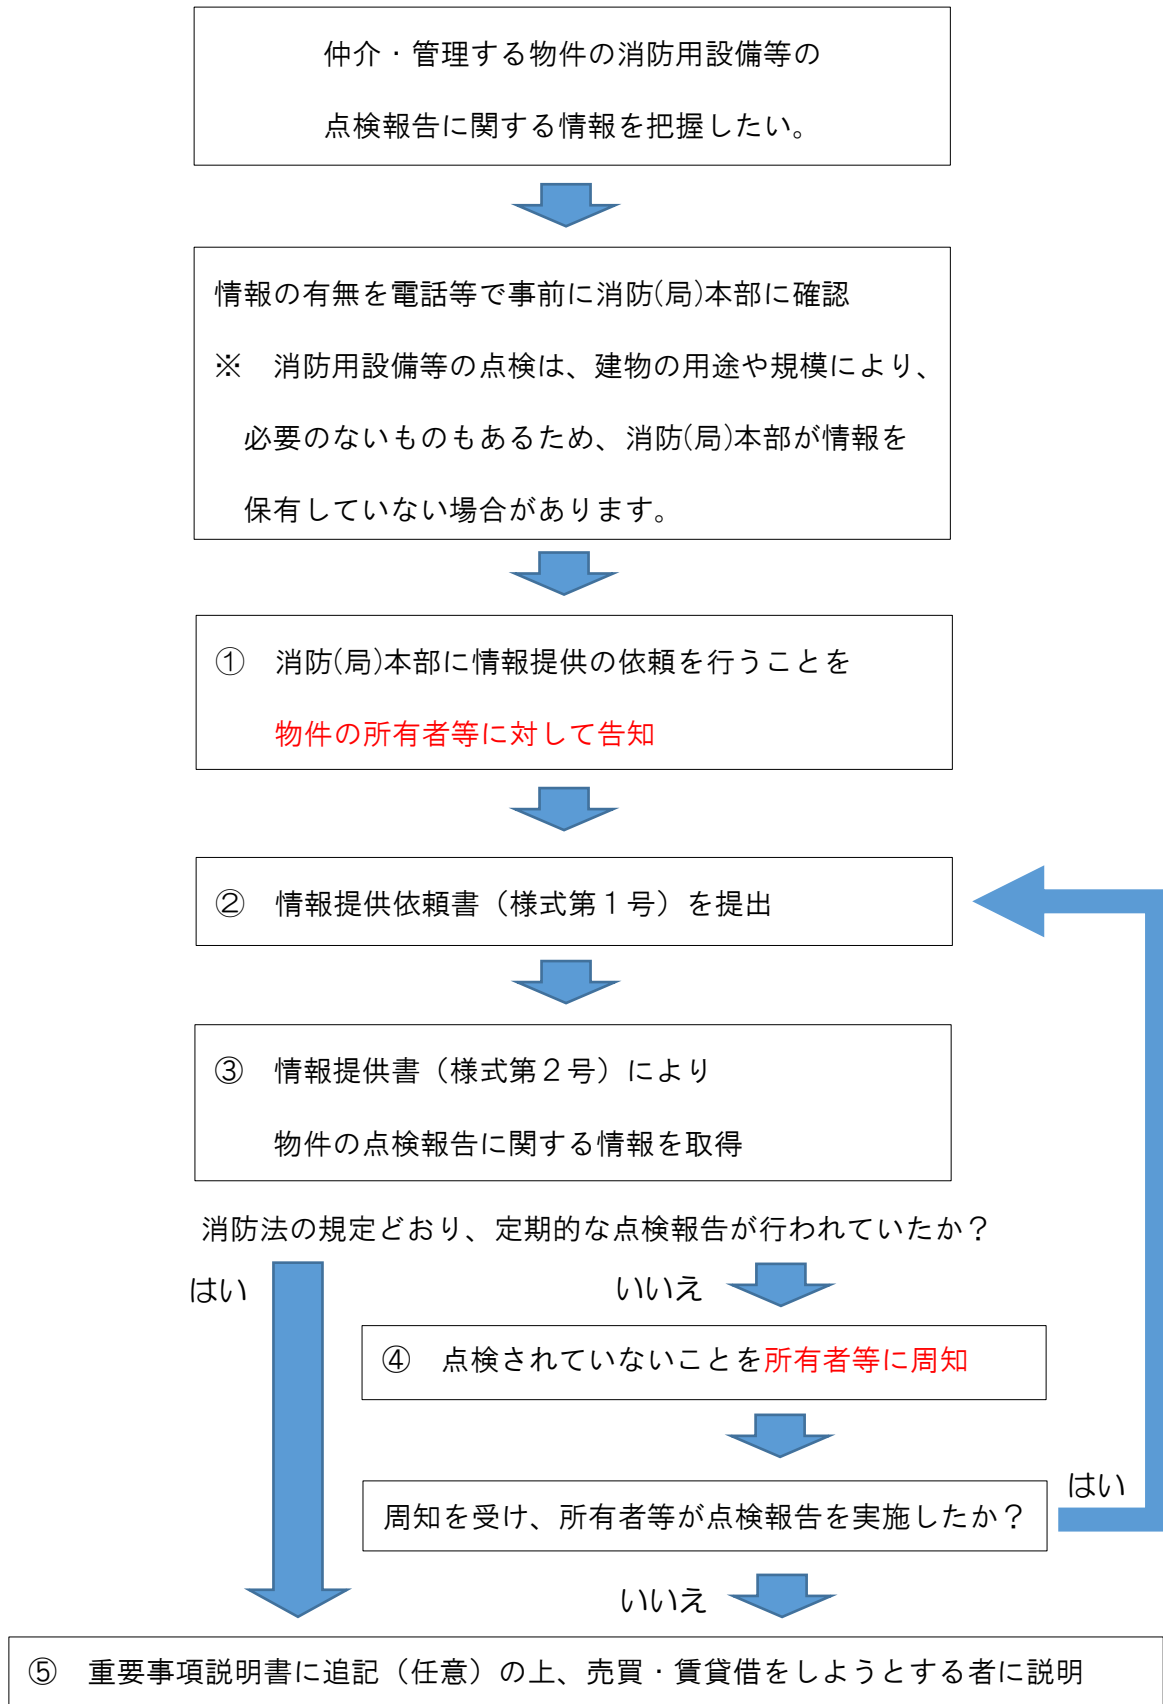 仲介・管理する物件の消防用設備等の
点検報告に関する情報を把握したい。
情報の有無を電話等で事前に消防(局)本部に確認
※　消防用設備等の点検は、建物の用途や規模により、
必要のないものもあるため、消防(局)本部が情報を
保有していない場合があります。
①　消防(局)本部に情報提供の依頼を行うことを
物件の所有者等に対して告知
②　情報提供依頼書（様式第１号）を提出
③　情報提供書（様式第２号）により
物件の点検報告に関する情報を取得
消防法の規定どおり、定期的な点検報告が行われていたか？
はい
いいえ
④　点検されていないことを所有者等に周知
周知を受け、所有者等が点検報告を実施したか？
はい
いいえ
⑤　重要事項説明書に追記（任意）の上、売買・賃貸借をしようとする者に説明